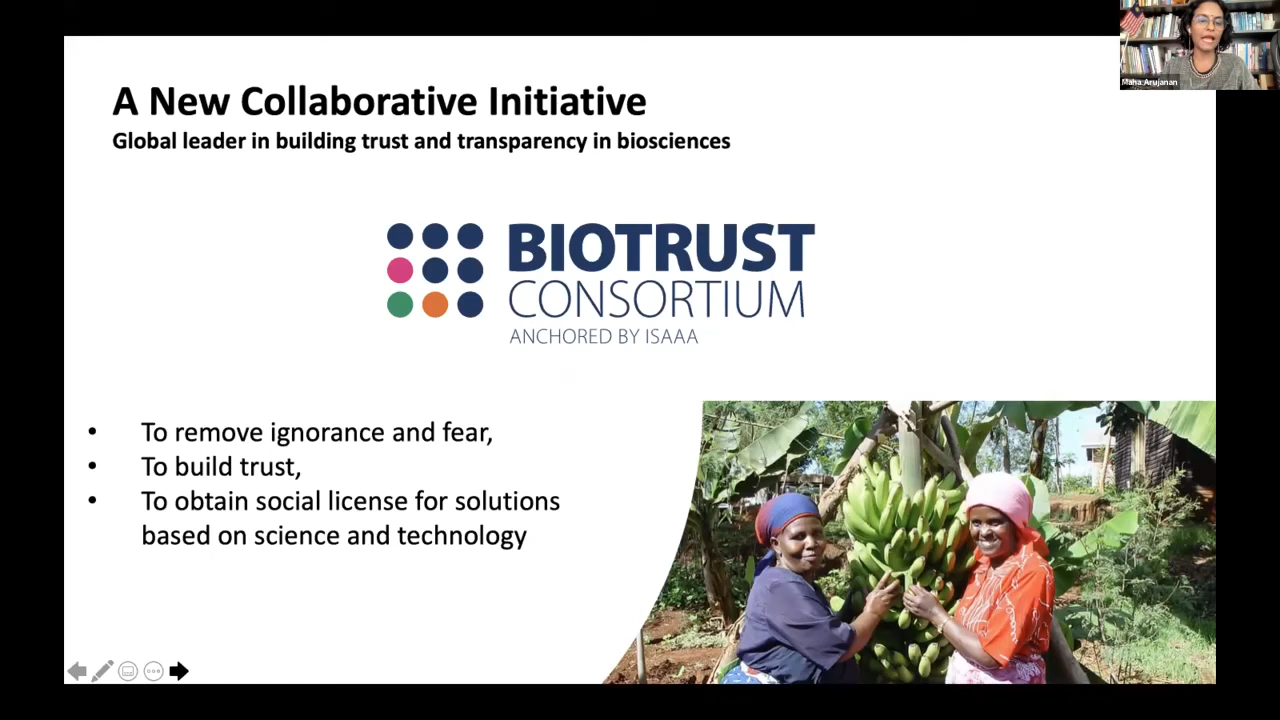 Maha Arujanan
A New Collaborative Initiative
Global leader in building trust and transparency in biosciences
BIOTRUST
CONSORTIUM
ANCHORED BY ISAAA
• To remove ignorance and fear,
• To build trust,
• To obtain social license for solutions
based on science and technology